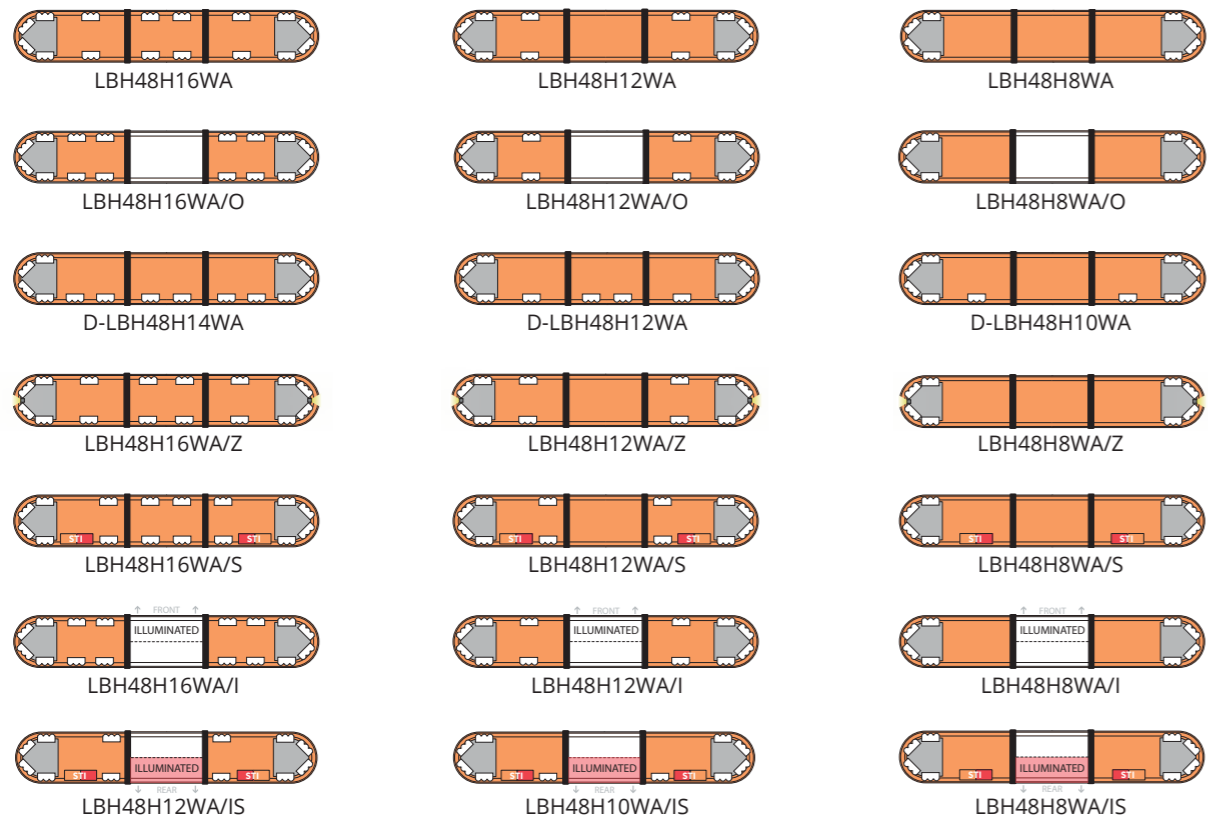 LBH48H16WA
LBH48H12WA
LBH48H8WA
LBH48H16WA/O
LBH48H12WA/O
LBH48H8WA/O
D-LBH48H14WA
D-LBH48H12WA
D-LBH48H10WA
LBH48H16WA/Z
LBH48H12WA/Z
LBH48H8WA/Z
STI
STI
LBH48H16WA/S
STI
STI
LBH48H12WA/S
STI
STI
LBH48H8WA/S
FRONT
ILLUMINATED
LBH48H16WA/I
FRONT
ILLUMINATED
LBH48H12WA/I
FRONT
ILLUMINATED
LBH48H8WA/I
STI
ILLUMINATED
STI
REAR
LBH48H12WA/IS
STI
ILLUMINATED
STI
REAR
LBH48H10WA/IS
STI
ILLUMINATED
STI
REAR
LBH48H8WA/IS